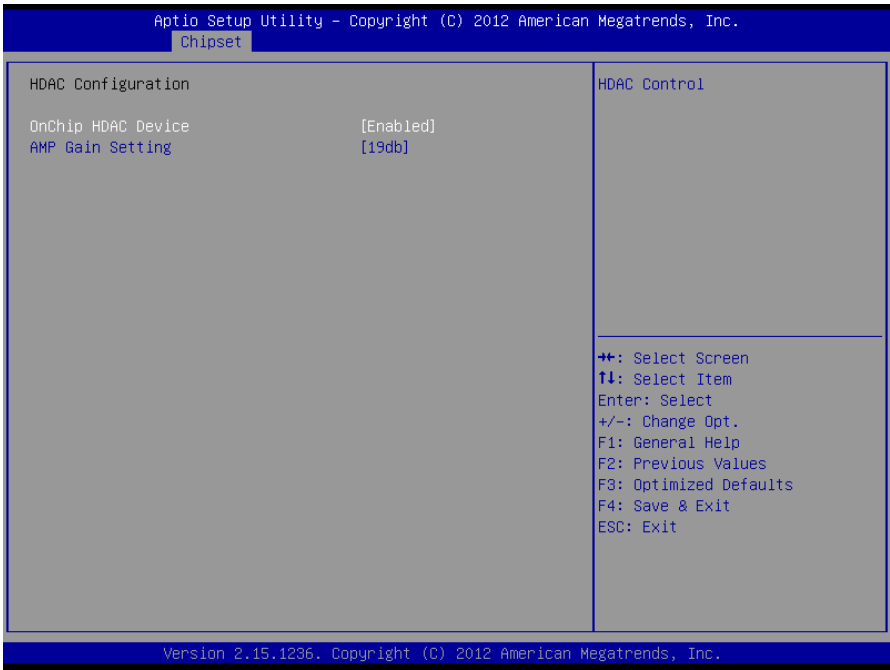 Aptio Setup Utility – Copyright (C) 2012 American Megatrends, Inc.
Chipset
HDAC Configuration
OnChip HDAC Device [Enabled]
AMP Gain Setting [19db]
HDAC Control
→←: Select Screen
↑↓: Select Item
Enter: Select
+/-: Change Opt.
F1: General Help
F2: Previous Values
F3: Optimized Defaults
F4: Save & Exit
ESC: Exit
Version 2.15.1236. Copyright (C) 2012 American Megatrends, Inc.